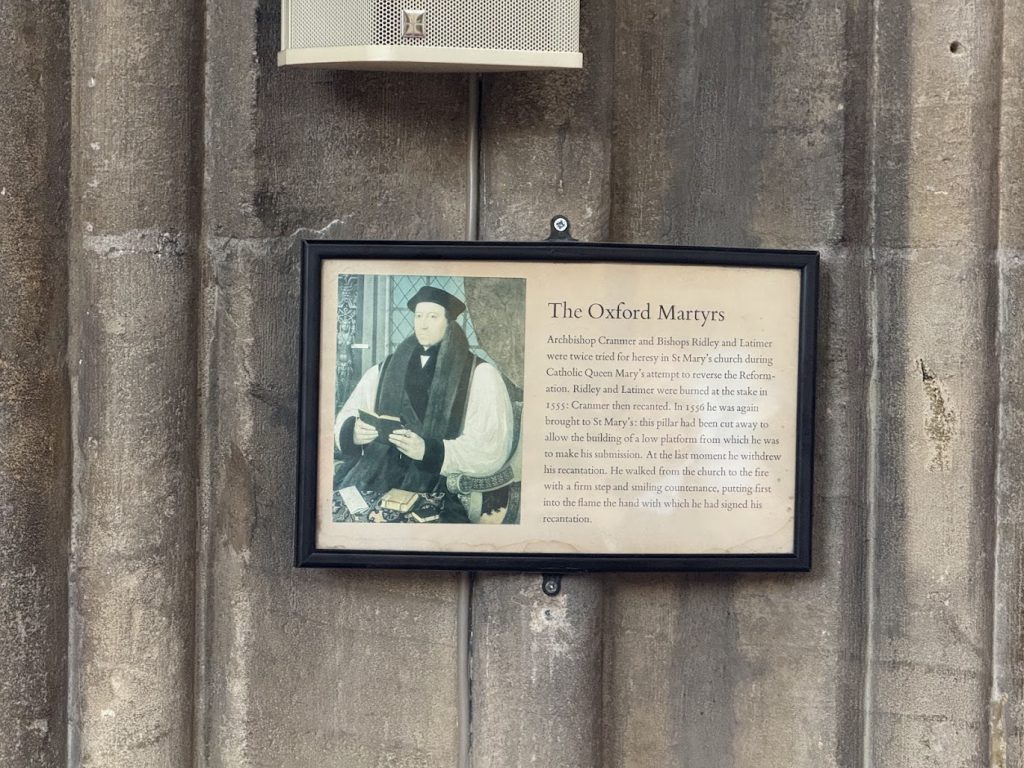 The Oxford Martyrs
Archbishop Cranmer and Bishops Ridley and Latimer
were twice tried for heresy in St Mary's church during
Catholic Queen Mary's attempt to reverse the Reform-
ation. Ridley and Latimer were burned at the stake in
1555: Cranmer then recanted. In 1556 he was again
brought to St Mary's: this pillar had been cut away to
allow the building of a low platform from which he was
to make his submission. At the last moment he withdrew
his recantation. He walked from the church to the fire
with a firm step and smiling countenance, putting first
into the flame the hand with which he had signed his
recantation.